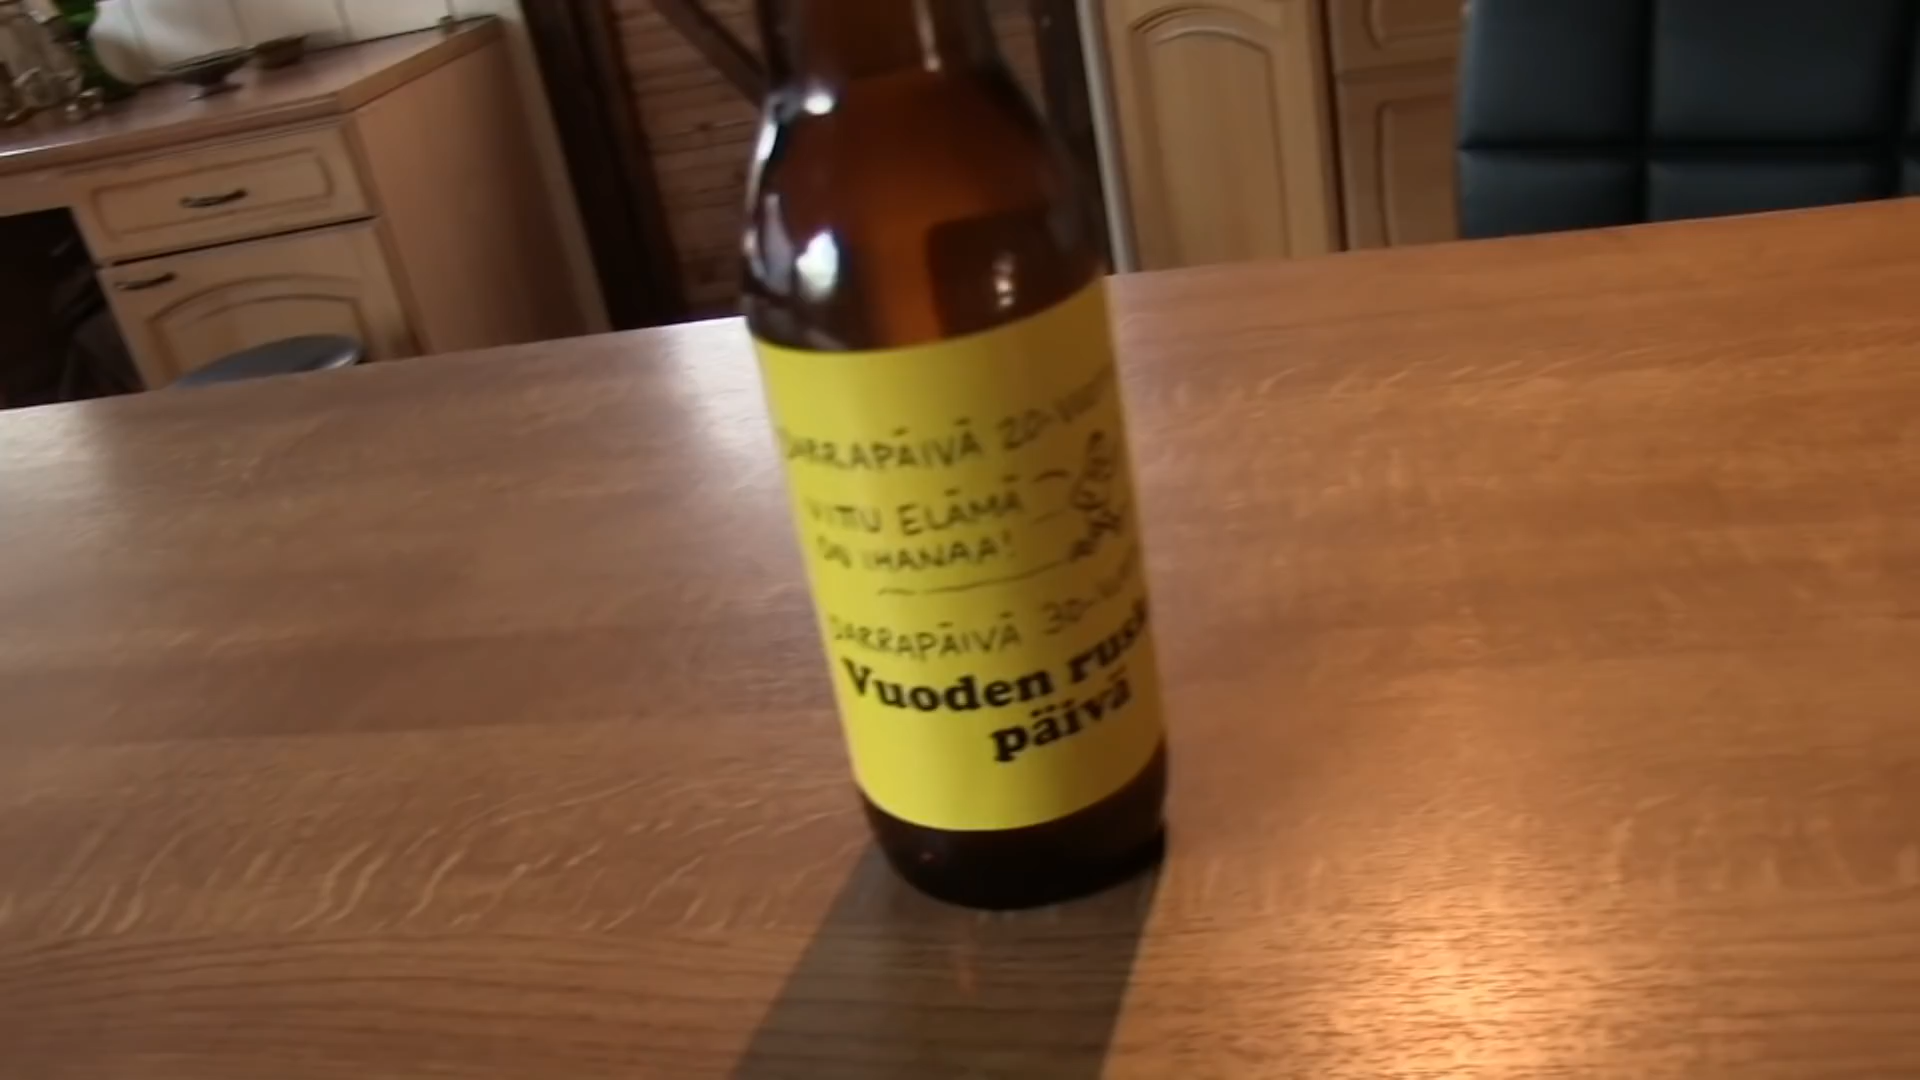 DARRAPÄIVÄ 20-
VITTU ELÄMÄ
ON IHANAA!
DARRAPÄIVÄ 30-
Vuoden
päivä